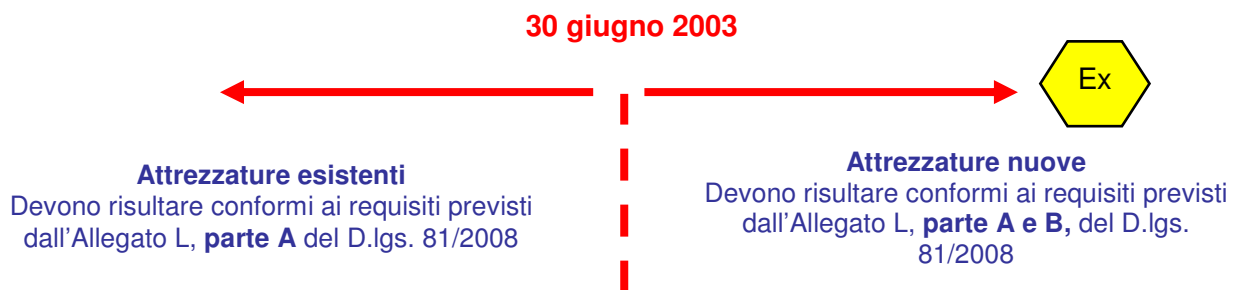 30 giugno 2003
Ex
Attrezzature esistenti
Devono risultare conformi ai requisiti previsti
dall'Allegato L, parte A del D.lgs. 81/2008
Attrezzature nuove
Devono risultare conformi ai requisiti previsti
dall'Allegato L, parte A e B, del D.lgs.
81/2008